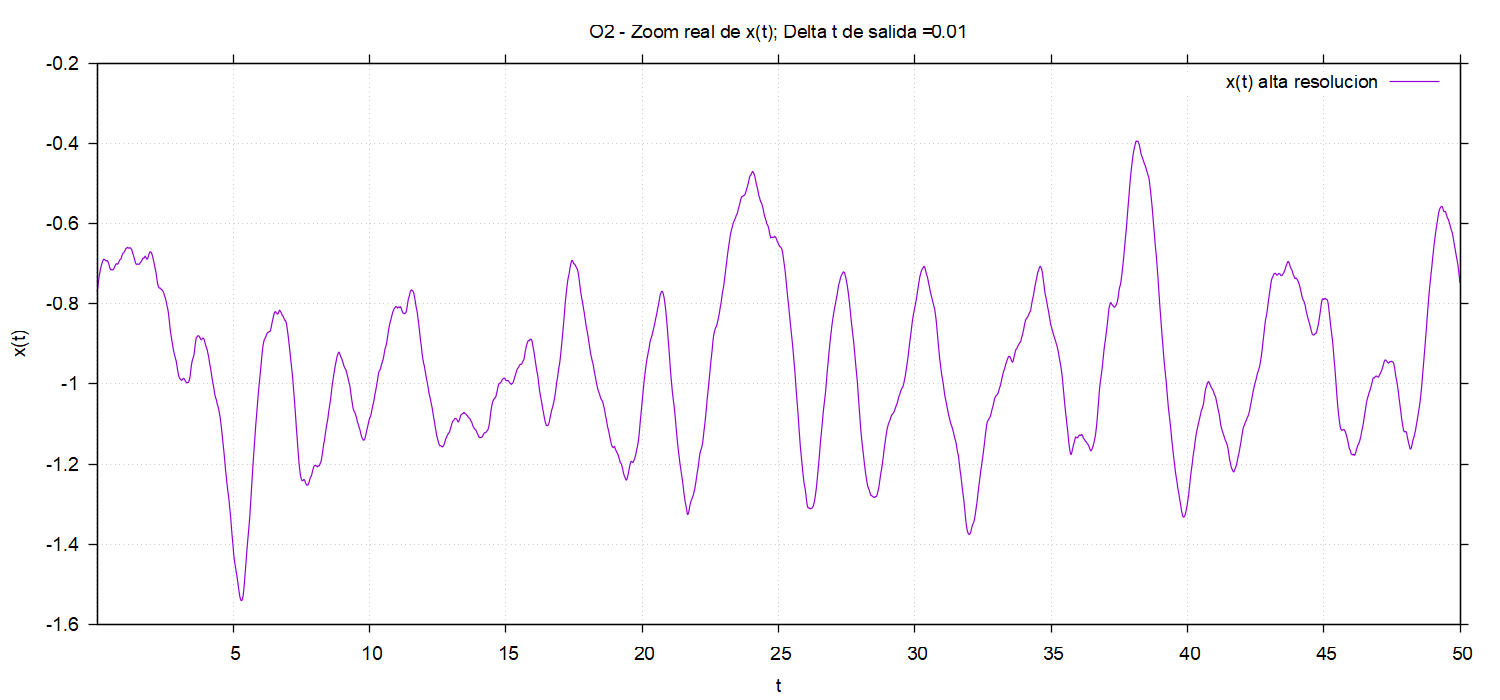 O2 - Zoom real de x(t); Delta t de salida =0.01
x(t) alta resolucion
-0.2
-0.4
-0.6
-0.8
-1
-1.2
-1.4
-1.6
x(t)
5 10 15 20 25 30 35 40 45 50
t